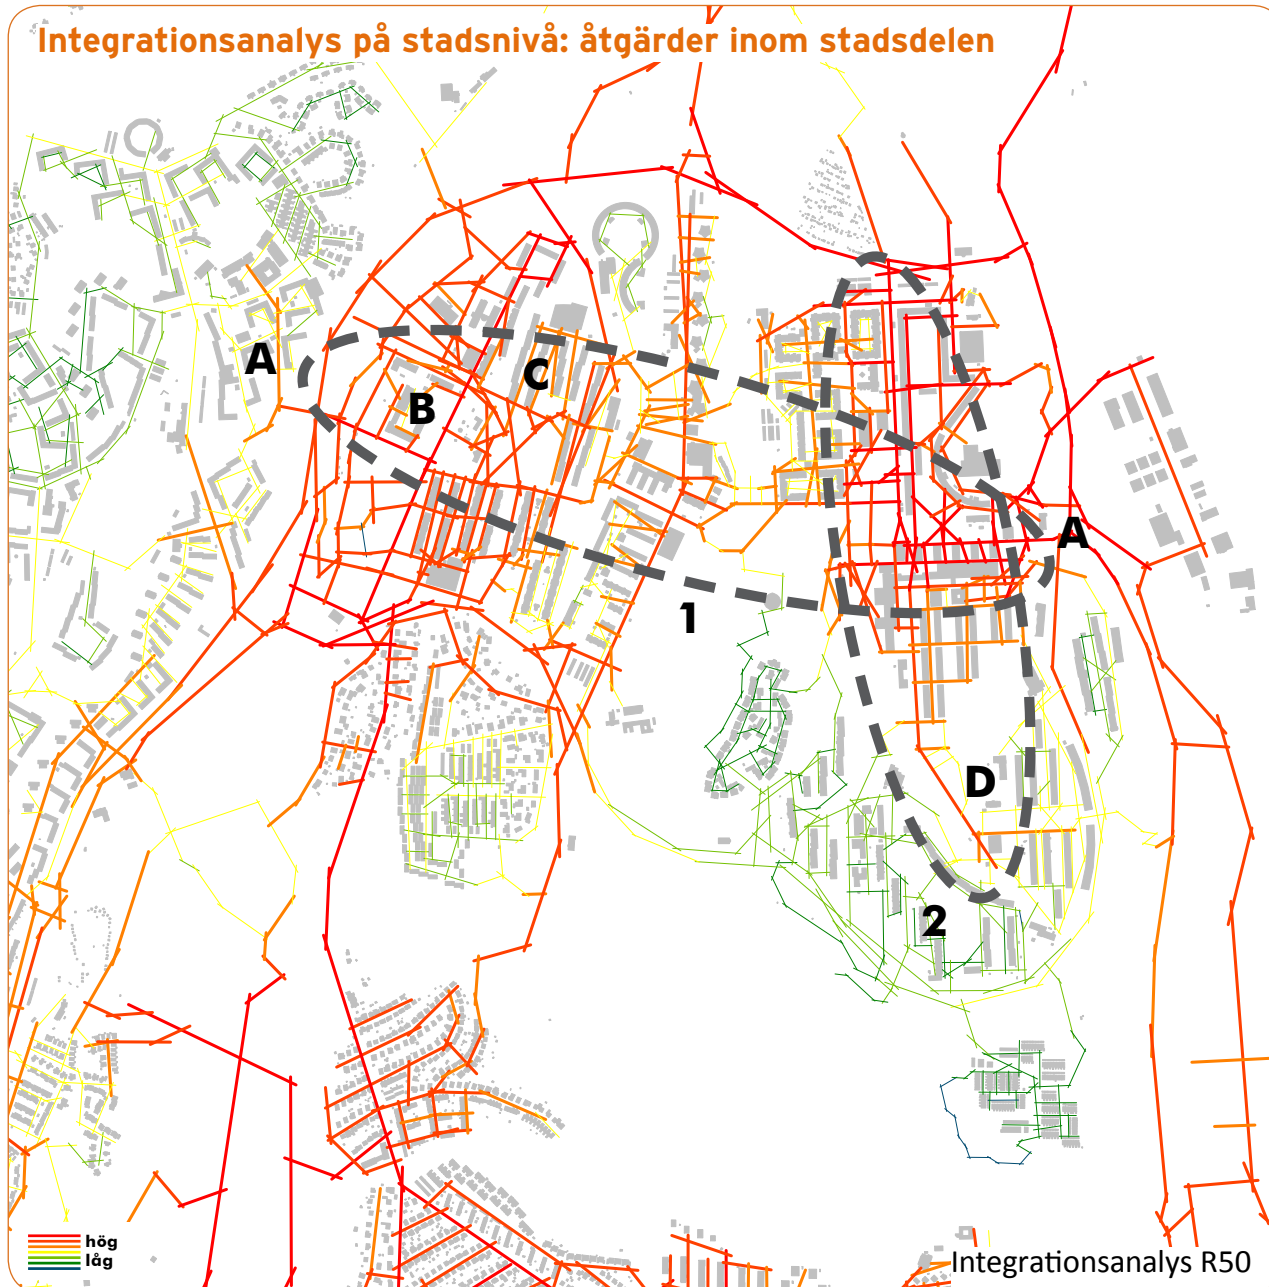 Integrationsanalys på stadsnivå: åtgärder inom stadsdelen
A
C
B
A
1
D
2
hög
låg
Integrationsanalys R50